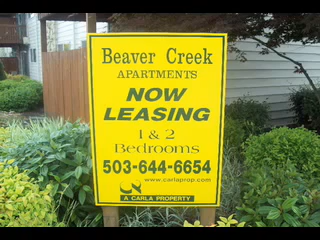 Beaver Creek
APARTMENTS
NOW
LEASING
1 & 2
Bedrooms
503-644-6654
www.carlaprop.com
A CARLA PROPERTY